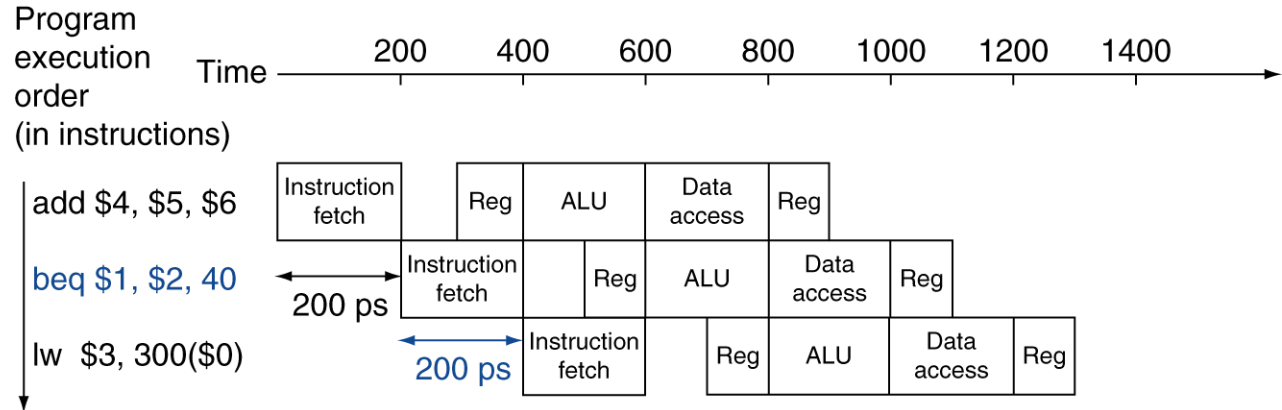 Program
execution
order
(in instructions)
Time
200 400 600 800 1000 1200 1400
add $4, $5, $6
Instruction
fetch
Reg
ALU
Data
access
Reg
beq $1, $2, 40
200 ps
Instruction
fetch
Reg
ALU
Data
access
Reg
lw $3, 300($0)
200 ps
Instruction
fetch
Reg
ALU
Data
access
Reg